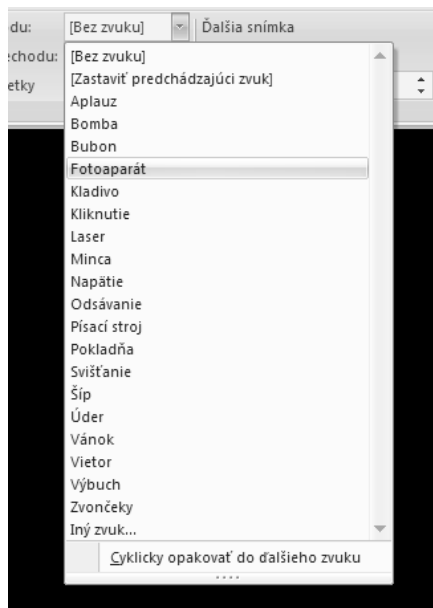 du: [Bez zvuku] Ďalšia snímka
echodu: [Bez zvuku]
[Zastaviť predchádzajúci zvuk]
etky
Aplauz
Bomba
Bubon
Fotoaparát
Kladivo
Kliknutie
Laser
Minca
Napätie
Odsávanie
Písací stroj
Pokladňa
Svišťanie
Šíp
Úder
Vánok
Vietor
Výbuch
Zvončeky
Iný zvuk...
Cyklicky opakovať do ďalšieho zvuku